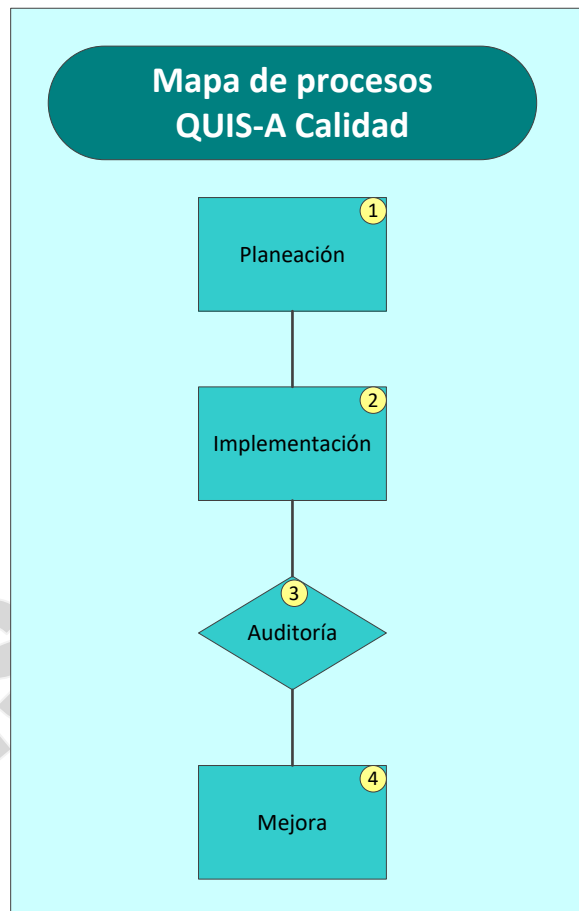 Mapa de procesos
QUIS-A Calidad
1
Planeación
2
Implementación
3
Auditoría
4
Mejora